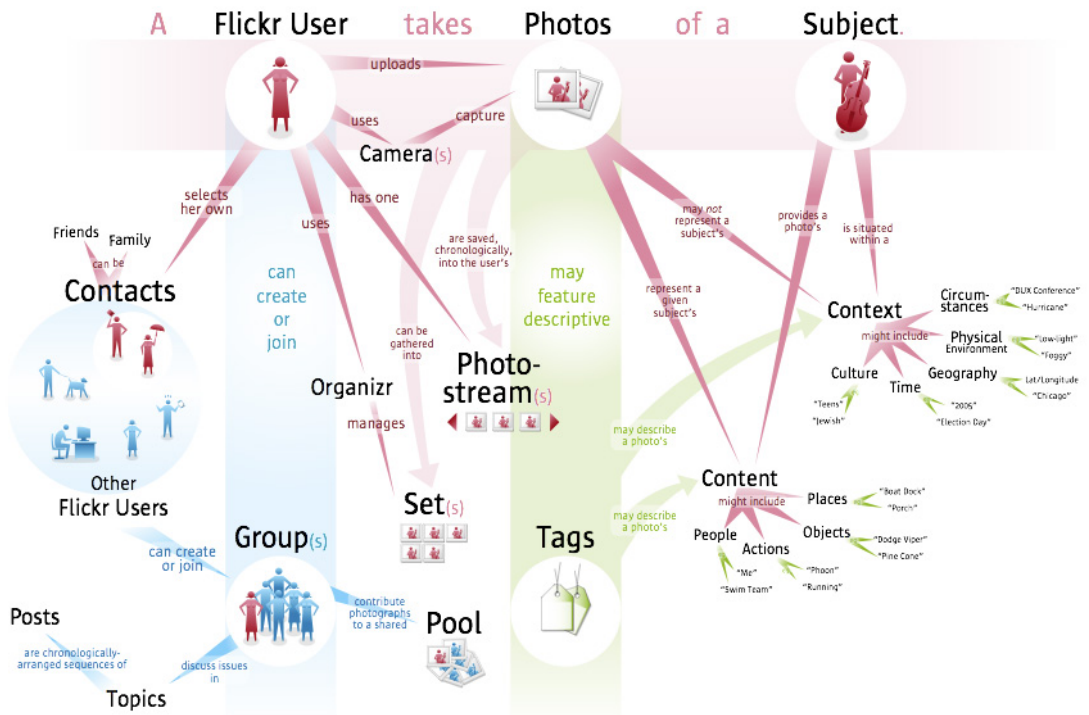 A Flickr User takes Photos of a Subject.
uploads
uses
capture
Camera(s)
selects
her own
has one
uses
Friends
Family
can be
Contacts
Other
Flickr Users
can
create
or
join
are saved,
chronologically,
into the user's
can be
gathered
into
Organizr
manages
Photo-
stream(s)
Set(s)
may
feature
descriptive
may not
represent a
subject's
represent a
given
subject's
provides a
photo's
is situated
within a
Context
might include
Circum-
stances
"DUX Conference"
"Hurricane"
Physical
Environment
"low-light"
"Foggy"
Geography
Lat/Longitude
"Chicago"
Time
"2005"
"Election Day"
Culture
"Teens"
"Jewish"
may describe
a photo's
Content
might include
Places
"Boat Dock"
"Porch"
Objects
"Dodge Viper"
"Pine Cone"
Actions
"Phoon"
"Running"
People
"Me"
"Swim Team"
may describe
a photo's
Tags
Group(s)
can create
or join
contribute
photographs
to a shared
Pool
Posts
are chronologically-
arranged sequences of
Topics
discuss issues
in